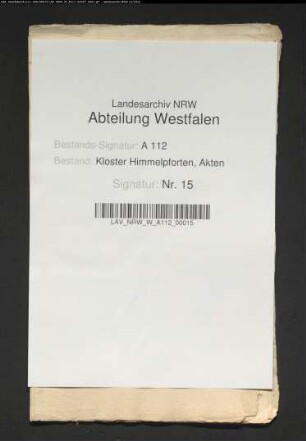 Landesarchiv NRW
Abteilung Westfalen
Bestands-Signatur: A 112
Bestand: Kloster Himmelpforten, Akten
Signatur: Nr. 15
LAV_NRW_W_A112_00015